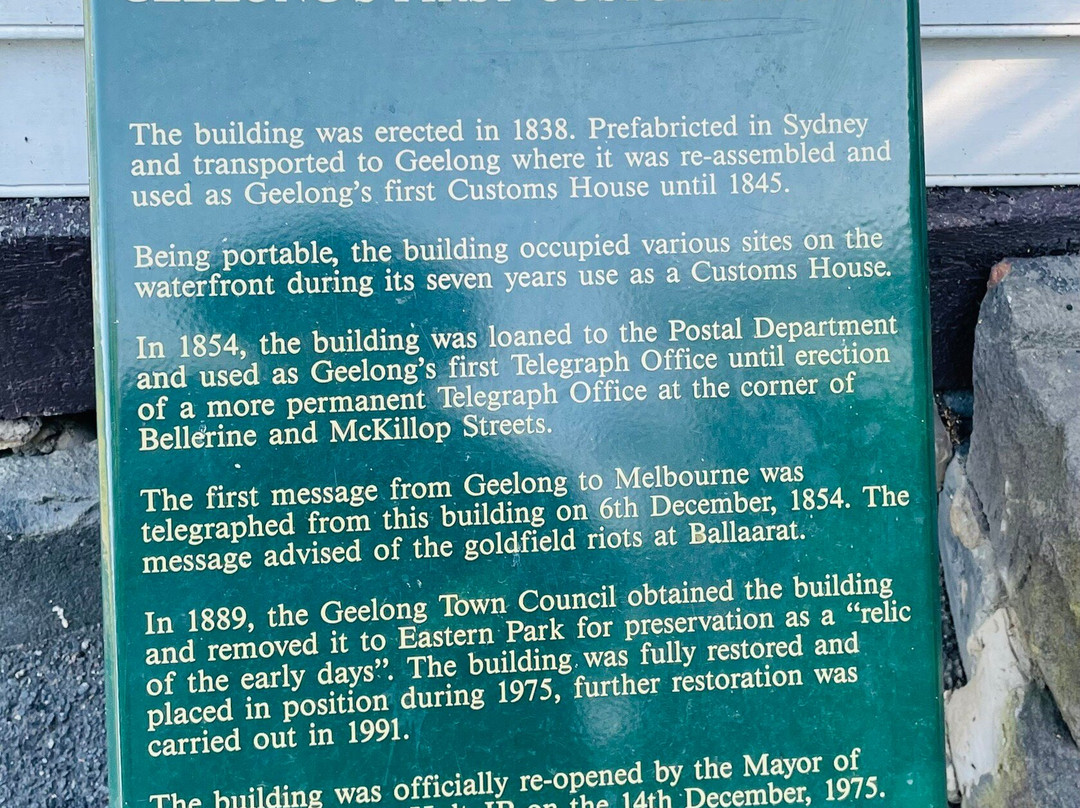 GEELONG'S FIRST CUSTOMS
The building was erected in 1838. Prefabricted in Sydney
and transported to Geelong where it was re-assembled and
used as Geelong's first Customs House until 1845.
Being portable, the building occupied various sites on the
waterfront during its seven years use as a Customs House.
In 1854, the building was loaned to the Postal Department
and used as Geelong's first Telegraph Office until erection
of a more permanent Telegraph Office at the corner of
Bellerine and McKillop Streets.
The first message from Geelong to Melbourne was
telegraphed from this building on 6th December, 1854. The
message advised of the goldfield riots at Ballaarat.
In 1889, the Geelong Town Council obtained the building
and removed it to Eastern Park for preservation as a “relic
of the early days”. The building was fully restored and
placed in position during 1975, further restoration was
carried out in 1991.
The building was officially re-opened by the Mayor of
JP on the 14th December, 1975.